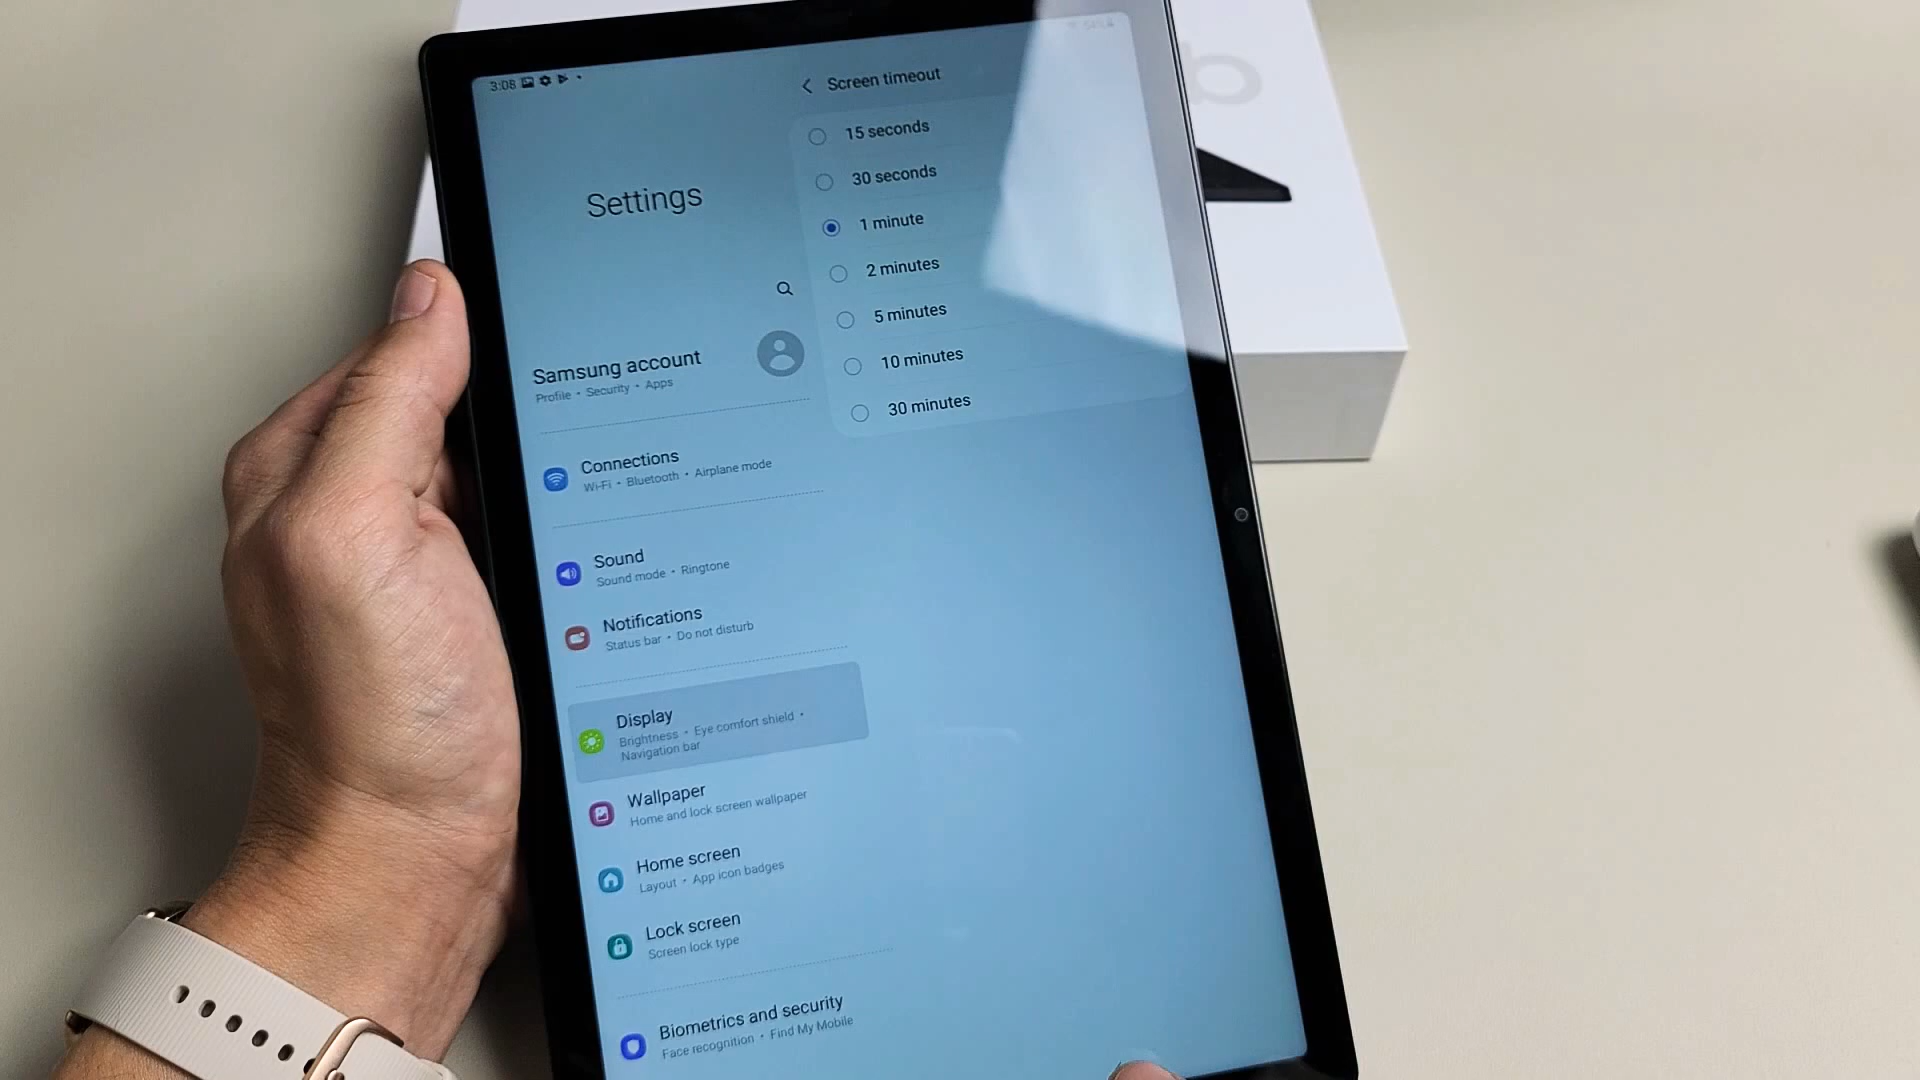 3:08
Screen timeout
15 seconds
30 seconds
1 minute
2 minutes
5 minutes
10 minutes
30 minutes
Settings
Samsung account
Profile • Security • Apps
Connections
Wi-Fi • Bluetooth • Airplane mode
Sound
Sound mode • Ringtone
Notifications
Status bar • Do not disturb
Display
Brightness • Eye comfort shield •
Navigation bar
Wallpaper
Home and lock screen wallpaper
Home screen
Layout • App icon badges
Lock screen
Screen lock type
Biometrics and security
Face recognition • Find My Mobile